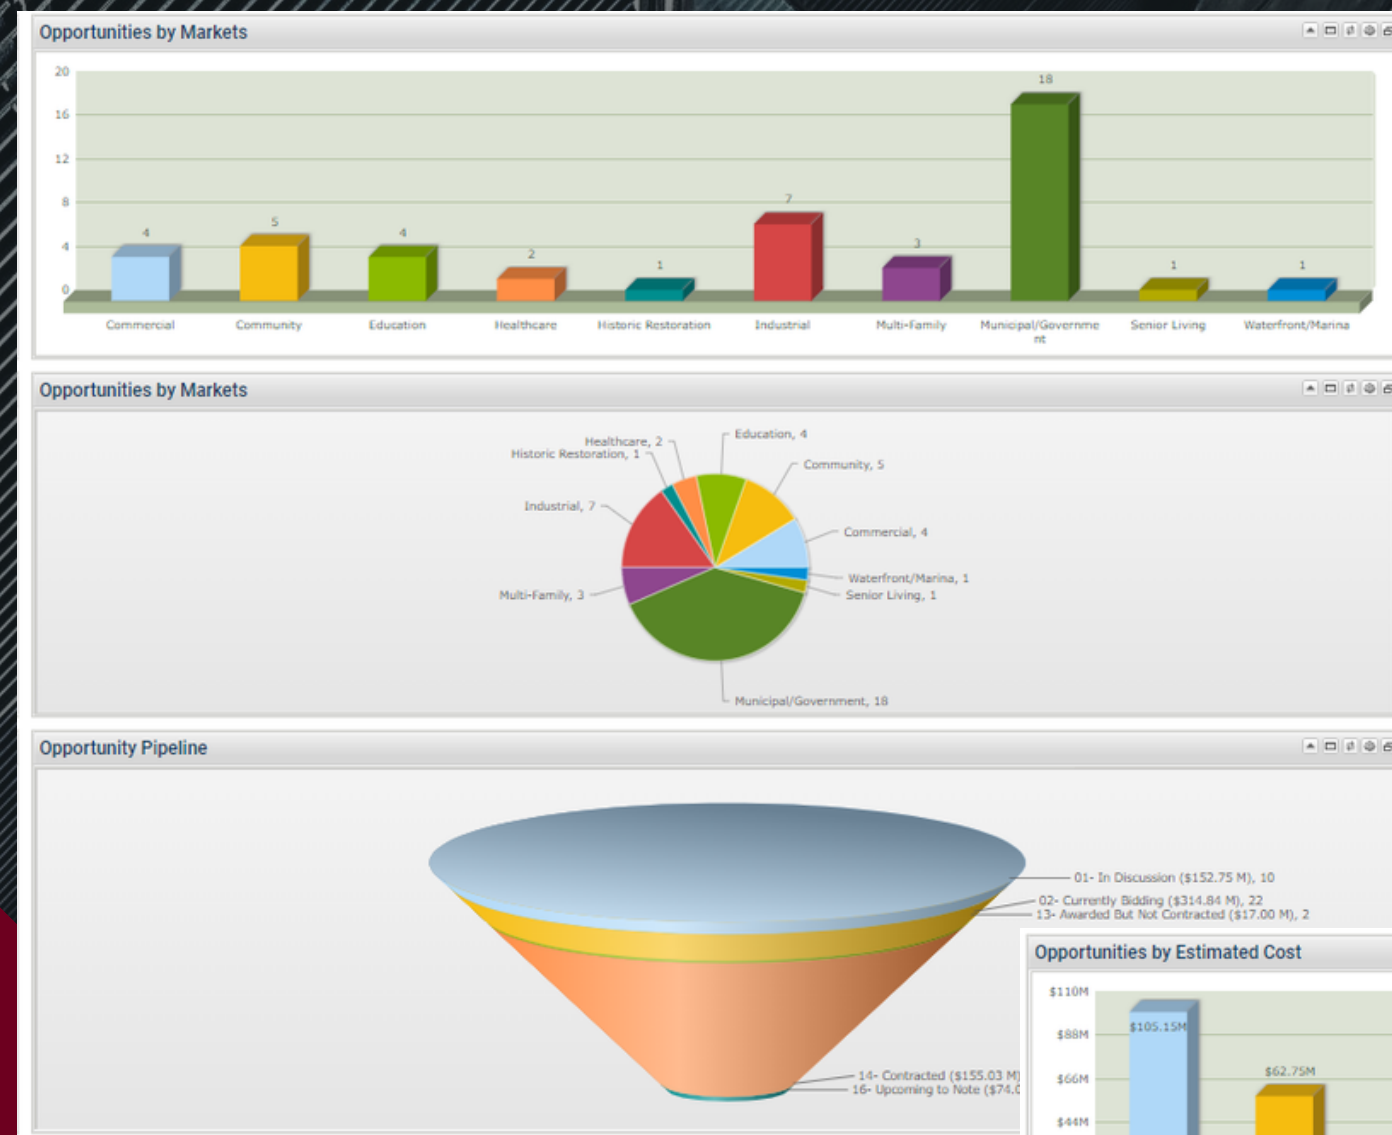 Opportunities by Markets
20
16
12
8
4
0
4
5
4
2
1
7
3
18
1
1
Commercial
Community
Education
Healthcare
Historic Restoration
Industrial
Multi-Family
Municipal/Governme
nt
Senior Living
Waterfront/Marina
Opportunities by Markets
Education, 4
Healthcare, 2
Historic Restoration, 1
Community, 5
Industrial, 7
Commercial, 4
Waterfront/Marina, 1
Multi-Family, 3
Senior Living, 1
Municipal/Government, 18
Opportunity Pipeline
01- In Discussion ($152.75 M), 10
02- Currently Bidding ($314.84 M), 22
13- Awarded But Not Contracted ($17.00 M), 2
14- Contracted ($155.03 M)
16- Upcoming to Note ($74.0
Opportunities by Estimated Cost
$110M
$88M
$66M
$44M
$105.15M
$62.75M